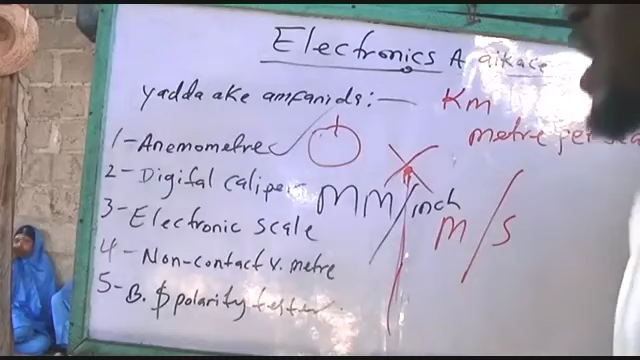 Electronics A aikace
yadda ake amfanids:-
Km
metre per
1- Anemometre
2- Digital caliper
MM/inch
m/s
3- Electronic scale
4- Non-contact v. metre
5- B. $ polarity tester